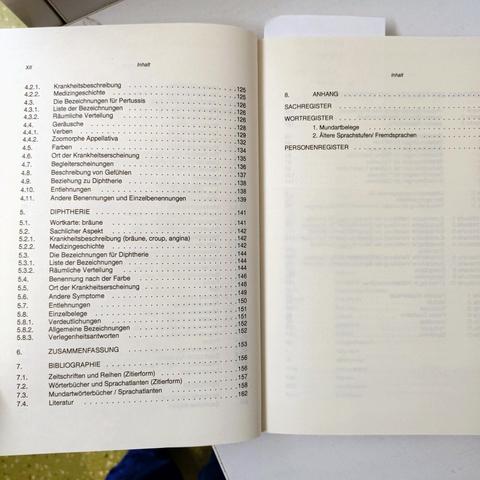 XII Inhalt
4.2.1. Krankheitsbeschreibung 125
4.2.2. Medizingeschichte 125
4.3. Die Bezeichnungen für Pertussis 126
4.3.1. Liste der Bezeichnungen 126
4.3.2. Räumliche Verteilung 126
4.4. Geräusche 128
4.4.1. Verben 128
4.4.2. Zoomorphe Appellativa 132
4.5. Farben 134
4.6. Ort der Krankheitserscheinung 136
4.7. Begleiterscheinungen 136
4.8. Beschreibung von Gefühlen 137
4.9. Beziehung zu Diphtherie 138
4.10. Entlehnungen 138
4.11. Andere Benennungen und Einzelbenennungen 139
5. DIPHTHERIE 141
5.1. Wortkarte: bräune 141
5.2. Sachlicher Aspekt 142
5.2.1. Krankheitsbeschreibung (bräune, croup, angina) 142
5.2.2. Medizingeschichte 142
5.3. Die Bezeichnungen für Diphtherie 144
5.3.1. Liste der Bezeichnungen 144
5.3.2. Räumliche Verteilung 144
5.4. Benennung nach der Farbe 146
5.5. Ort der Krankheitserscheinung 148
5.6. Andere Symptome 149
5.7. Entlehnungen 150
5.8. Einzelbelege 151
5.8.1. Verdeutlichungen 151
5.8.2. Allgemeine Bezeichnungen 151
5.8.3. Verlegenheitsantworten 152
6. ZUSAMMENFASSUNG 153
7. BIBLIOGRAPHIE 156
7.1. Zeitschriften und Reihen (Zitierform) 156
7.2. Wörterbücher und Sprachatlanten (Zitierform) 157
7.3. Mundartwörterbücher / Sprachatlanten 158
7.4. Literatur 162
Inhalt
8. ANHANG
SACHREGISTER
WORTREGISTER
1. Mundartbelege
2. Ältere Sprachstufen/ Fremdsprachen
PERSONENREGISTER